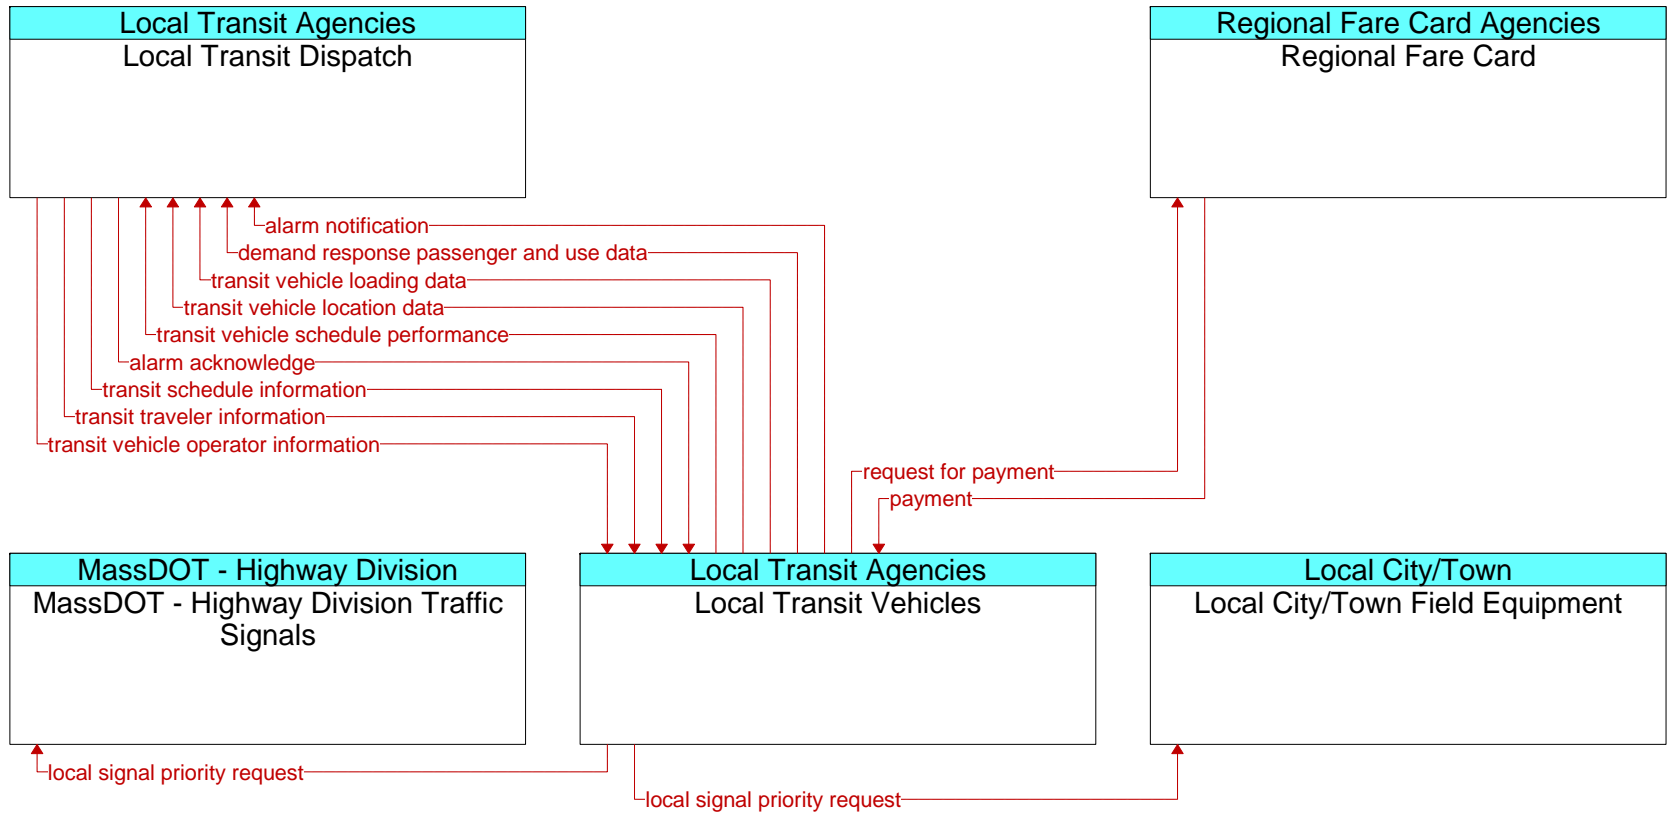 Local Transit Agencies
Local Transit Dispatch
Regional Fare Card Agencies
Regional Fare Card
alarm notification
demand response passenger and use data
transit vehicle loading data
transit vehicle location data
transit vehicle schedule performance
alarm acknowledge
transit schedule information
transit traveler information
transit vehicle operator information
request for payment
payment
MassDOT - Highway Division
MassDOT - Highway Division Traffic
Signals
Local Transit Agencies
Local Transit Vehicles
Local City/Town
Local City/Town Field Equipment
local signal priority request
local signal priority request